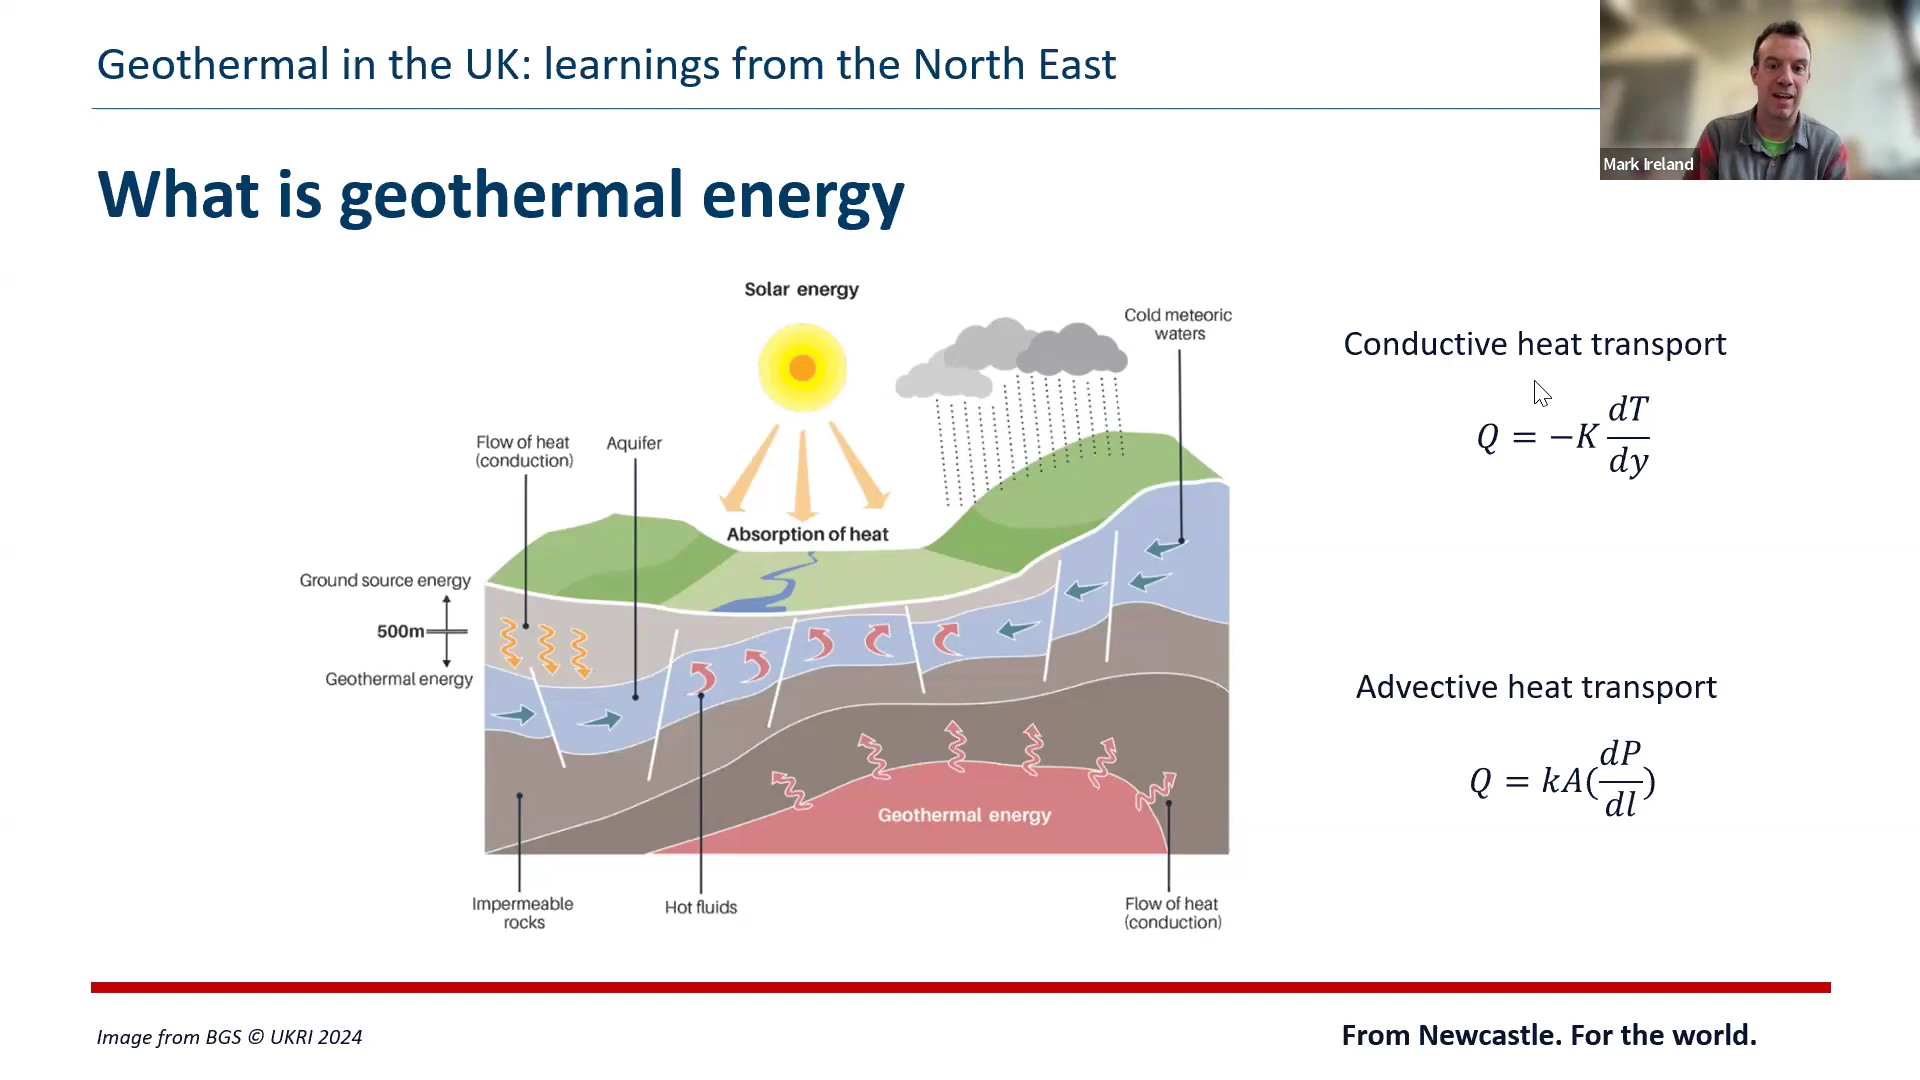 Geothermal in the UK: learnings from the North East
Mark Ireland
What is geothermal energy
Solar energy
Cold meteoric
waters
Flow of heat
(conduction)
Aquifer
Absorption of heat
Ground source energy
500m
Geothermal energy
Geothermal energy
Impermeable
rocks
Hot fluids
Flow of heat
(conduction)
Conductive heat transport
Q = −K dT/dy
Advective heat transport
Q = kA(dP/dl)
Image from BGS © UKRI 2024
From Newcastle. For the world.